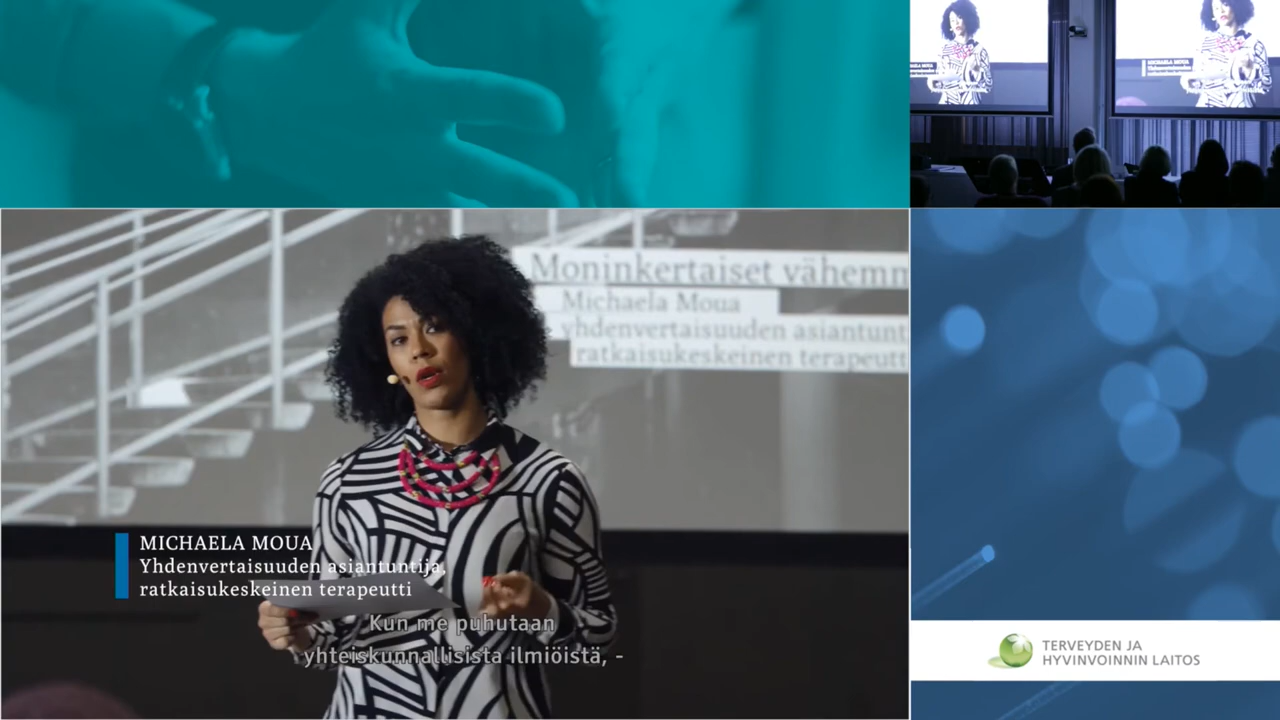 Moninkertaiset vähemm
Michaela Moua
yhdenvertaisuuden asiantunt
ratkaisukeskeinen terapeutt
MICHAELA MOUA
Yhdenvertaisuuden asiantuntija,
ratkaisukeskeinen terapeutti
Kun me puhutaan
yhteiskunnallisista ilmiöistä, -
TERVEYDEN JA
HYVINVOINNIN LAITOS